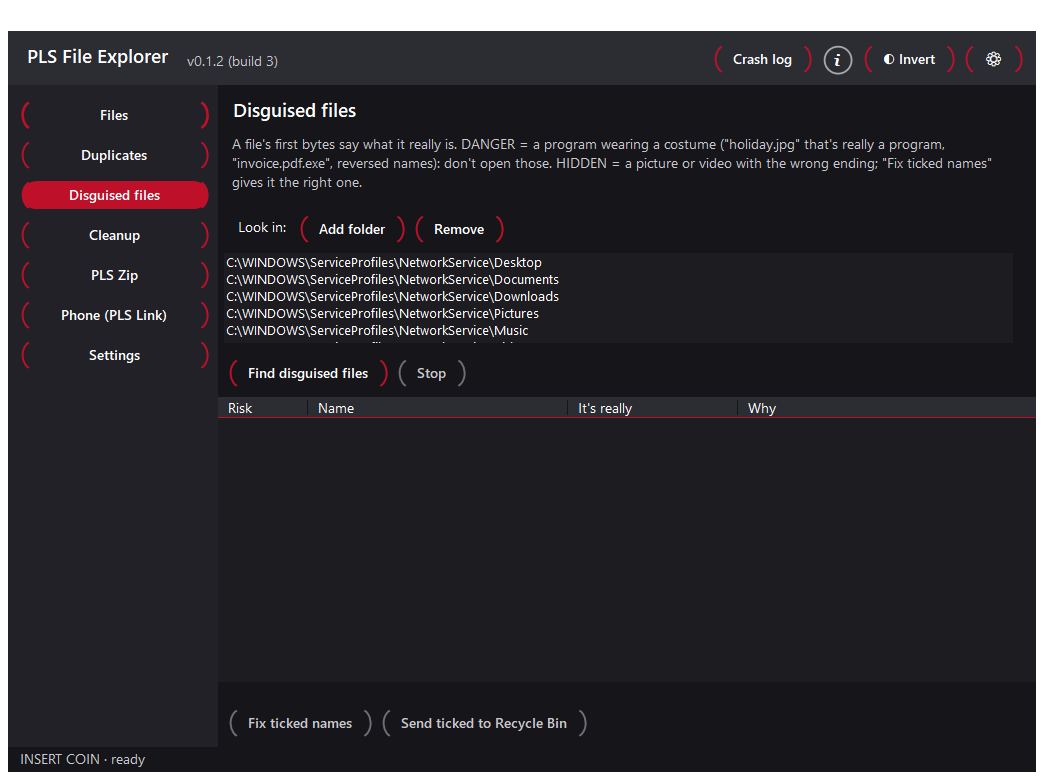 PLS File Explorer v0.1.2 (build 3)
Crash log
i
Invert
Files
Duplicates
Disguised files
Cleanup
PLS Zip
Phone (PLS Link)
Settings
Disguised files
A file's first bytes say what it really is. DANGER = a program wearing a costume ("holiday.jpg" that's really a program,
"invoice.pdf.exe", reversed names): don't open those. HIDDEN = a picture or video with the wrong ending; "Fix ticked names"
gives it the right one.
Look in: Add folder Remove
C:\WINDOWS\ServiceProfiles\NetworkService\Desktop
C:\WINDOWS\ServiceProfiles\NetworkService\Documents
C:\WINDOWS\ServiceProfiles\NetworkService\Downloads
C:\WINDOWS\ServiceProfiles\NetworkService\Pictures
C:\WINDOWS\ServiceProfiles\NetworkService\Music
Find disguised files Stop
Risk Name It's really Why
Fix ticked names Send ticked to Recycle Bin
INSERT COIN · ready